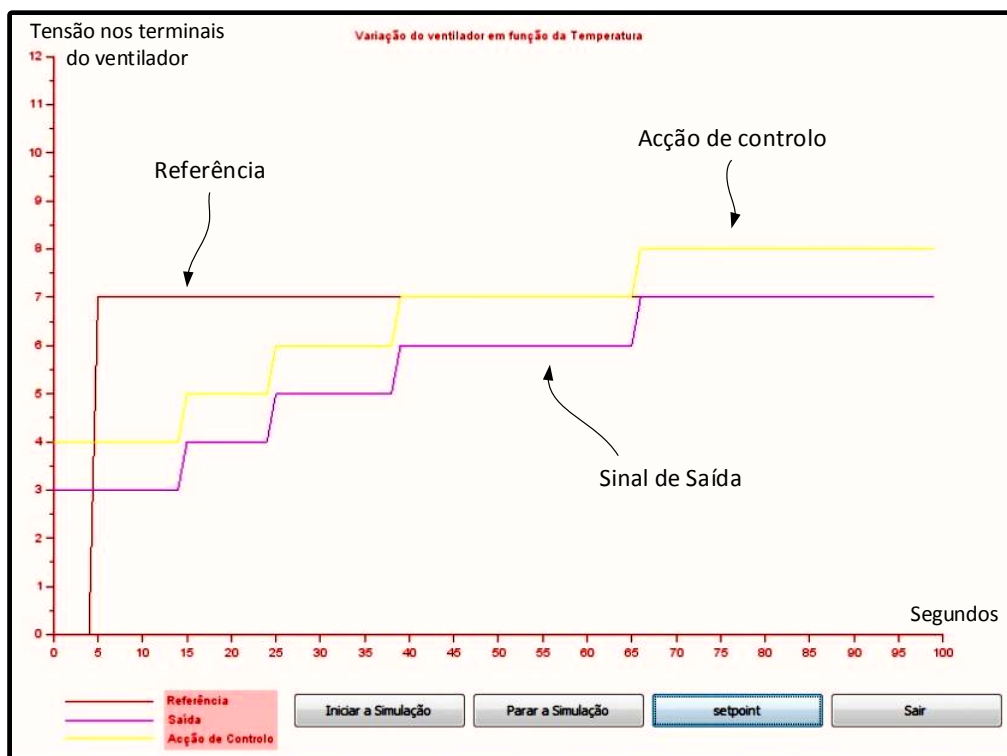 Tensão nos terminais
do ventilador
Variação do ventilador em função da Temperatura
12
11
10
9
8
7
6
5
4
3
2
1
0
Referência
Acção de controlo
Sinal de Saída
Segundos
0 5 10 15 20 25 30 35 40 45 50 55 60 65 70 75 80 85 90 95 100
Referência
Saída
Acção de Controlo
Iniciar a Simulação
Parar a Simulação
setpoint
Sair